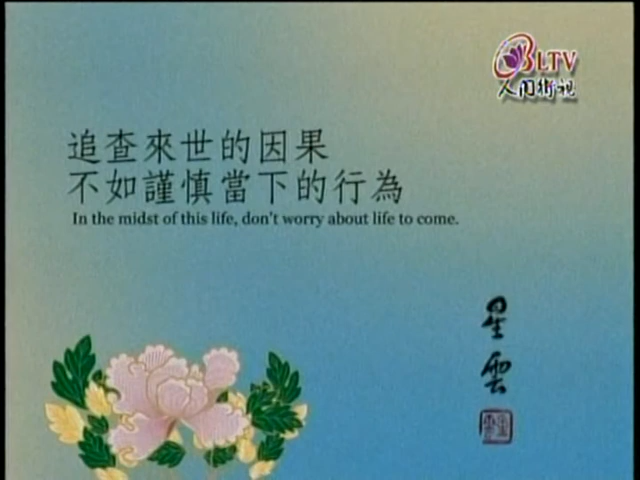 BLTV
人間衛視
追查來世的因果
不如謹慎當下的行為
In the midst of this life, don't worry about life to come.
星雲